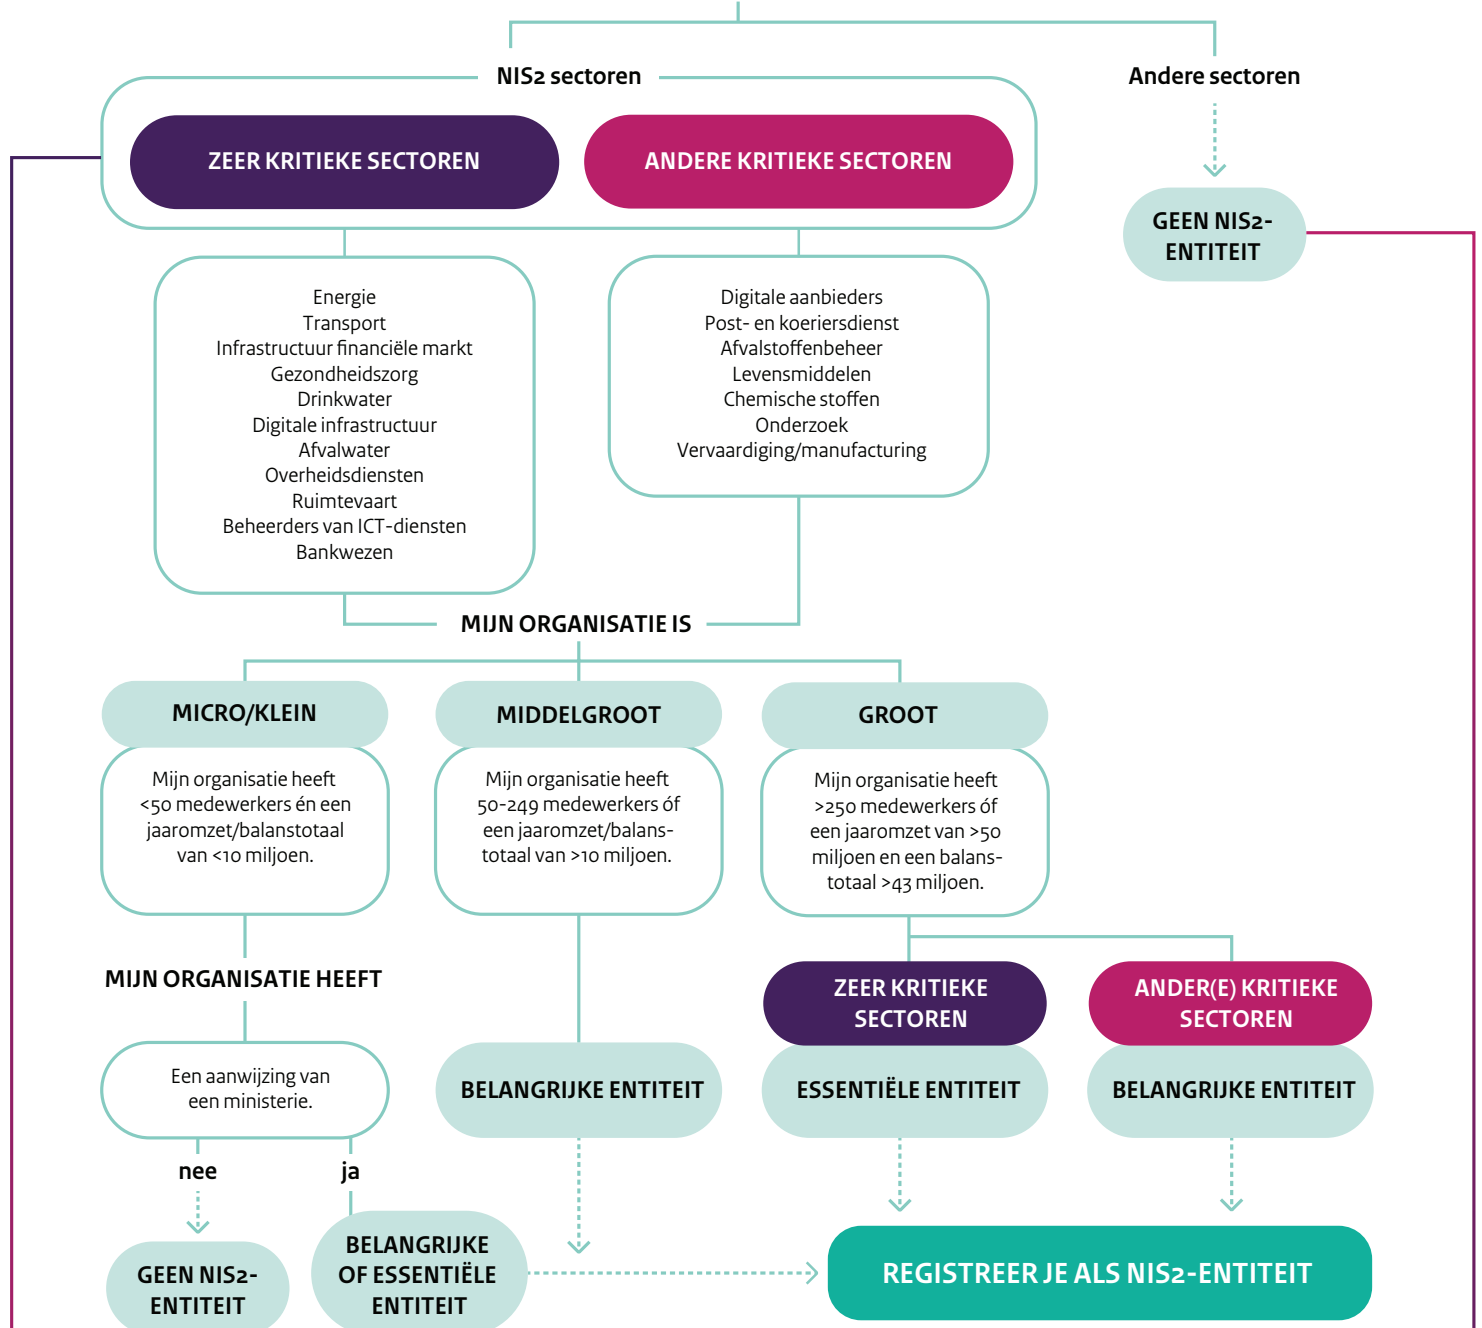 NIS2 sectoren
Andere sectoren
ZEER KRITIEKE SECTOREN
ANDERE KRITIEKE SECTOREN
GEEN NIS2-
ENTITEIT
Energie
Transport
Infrastructuur financiële markt
Gezondheidszorg
Drinkwater
Digitale infrastructuur
Afvalwater
Overheidsdiensten
Ruimtevaart
Beheerders van ICT-diensten
Bankwezen
Digitale aanbieders
Post- en koeriersdienst
Afvalstoffenbeheer
Levensmiddelen
Chemische stoffen
Onderzoek
Vervaardiging/manufacturing
MIJN ORGANISATIE IS
MICRO/KLEIN
Mijn organisatie heeft
<50 medewerkers én een
jaaromzet/balanstotaal
van <10 miljoen.
MIDDELGROOT
Mijn organisatie heeft
50-249 medewerkers óf
een jaaromzet/balans-
totaal van >10 miljoen.
GROOT
Mijn organisatie heeft
>250 medewerkers óf
een jaaromzet van >50
miljoen en een balans-
totaal >43 miljoen.
MIJN ORGANISATIE HEEFT
Een aanwijzing van
een ministerie.
nee
ja
GEEN NIS2-
ENTITEIT
BELANGRIJKE
OF ESSENTIËLE
ENTITEIT
BELANGRIJKE ENTITEIT
ZEER KRITIEKE
SECTOREN
ESSENTIËLE ENTITEIT
ANDER(E) KRITIEKE
SECTOREN
BELANGRIJKE ENTITEIT
REGISTREER JE ALS NIS2-ENTITEIT